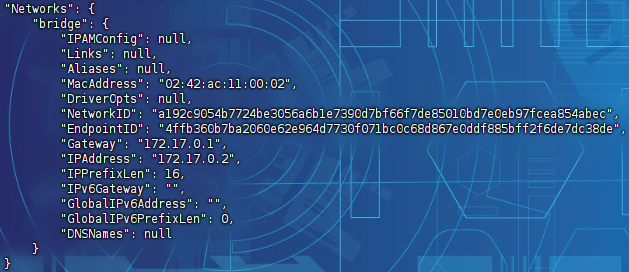 "Networks": {
    "bridge": {
        "IPAMConfig": null,
        "Links": null,
        "Aliases": null,
        "MacAddress": "02:42:ac:11:00:02",
        "DriverOpts": null,
        "NetworkID": "a192c9054b7724be3056a6b1e7390d7bf66f7de85010bd7e0eb97fcea854abec",
        "EndpointID": "4ffb360b7ba2060e62e964d7730f071bc0c68d867e0ddf885bff2f6de7dc38de",
        "Gateway": "172.17.0.1",
        "IPAddress": "172.17.0.2",
        "IPPrefixLen": 16,
        "IPv6Gateway": "",
        "GlobalIPv6Address": "",
        "GlobalIPv6PrefixLen": 0,
        "DNSNames": null
    }
}